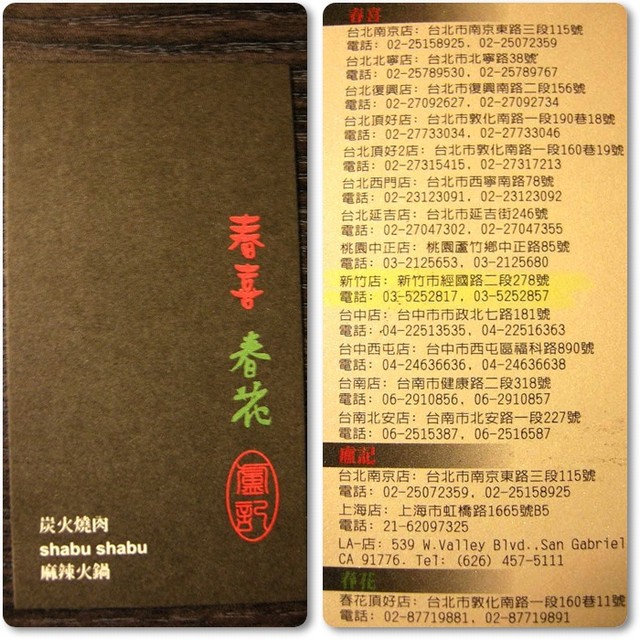 春喜
春花
盧記
炭火燒肉
shabu shabu
麻辣火鍋
春喜
台北南京店: 台北市南京東路三段115號
電話: 02-25158925. 02-25072359
台北北寧店: 台北市北寧路38號
電話: 02-25789530. 02-25789767
台北復興店: 台北市復興南路二段156號
電話: 02-27092627. 02-27092734
台北頂好店: 台北市敦化南路一段190巷18號
電話: 02-27733034. 02-27733046
台北頂好2店: 台北市敦化南路一段160巷19號
電話: 02-27315415. 02-27317213
台北西門店: 台北市西寧南路78號
電話: 02-23123091. 02-23123092
台北延吉店: 台北市延吉街246號
電話: 02-27047302. 02-27047355
桃園中正店: 桃園蘆竹鄉中正路85號
電話: 03-2125653. 03-2125680
新竹店: 新竹市經國路二段278號
電話: 03-5252817. 03-5252857
台中店: 台中市市政北七路181號
電話: 04-22513535. 04-22516363
台中西屯店: 台中市西屯區福科路890號
電話: 04-24636636. 04-24636638
台南店: 台南市健康路二段318號
電話: 06-2910856. 06-2910857
台南北安店: 台南市北安路一段227號
電話: 06-2515387. 06-2516587
盧記
台北南京店: 台北市南京東路三段115號
電話: 02-25072359. 02-25158925
上海店: 上海市虹橋路1665號B5
電話: 21-62097325
LA-店: 539 W.Valley Blvd.,San Gabriel
CA 91776. Tel: (626) 457-5111
春花
春花頂好店: 台北市敦化南路一段160巷11號
電話: 02-87719881. 02-87719891